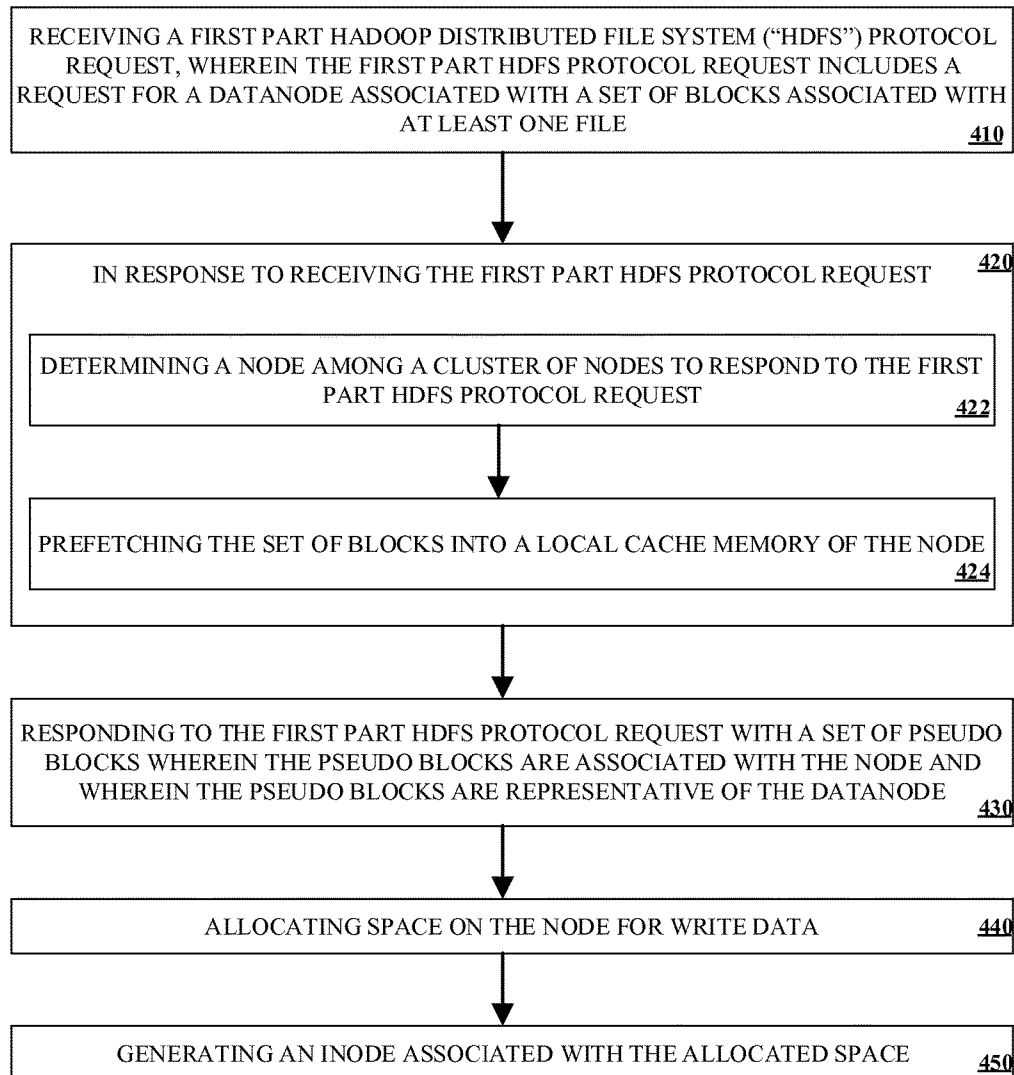 RECEIVING A FIRST PART HADOOP DISTRIBUTED FILE SYSTEM (“HDFS”) PROTOCOL
REQUEST, WHEREIN THE FIRST PART HDFS PROTOCOL REQUEST INCLUDES A
REQUEST FOR A DATANODE ASSOCIATED WITH A SET OF BLOCKS ASSOCIATED WITH
AT LEAST ONE FILE
410
420
IN RESPONSE TO RECEIVING THE FIRST PART HDFS PROTOCOL REQUEST
DETERMINING A NODE AMONG A CLUSTER OF NODES TO RESPOND TO THE FIRST
PART HDFS PROTOCOL REQUEST
422
PREFETCHING THE SET OF BLOCKS INTO A LOCAL CACHE MEMORY OF THE NODE
424
RESPONDING TO THE FIRST PART HDFS PROTOCOL REQUEST WITH A SET OF PSEUDO
BLOCKS WHEREIN THE PSEUDO BLOCKS ARE ASSOCIATED WITH THE NODE AND
WHEREIN THE PSEUDO BLOCKS ARE REPRESENTATIVE OF THE DATANODE
430
ALLOCATING SPACE ON THE NODE FOR WRITE DATA 440
GENERATING AN INODE ASSOCIATED WITH THE ALLOCATED SPACE 450